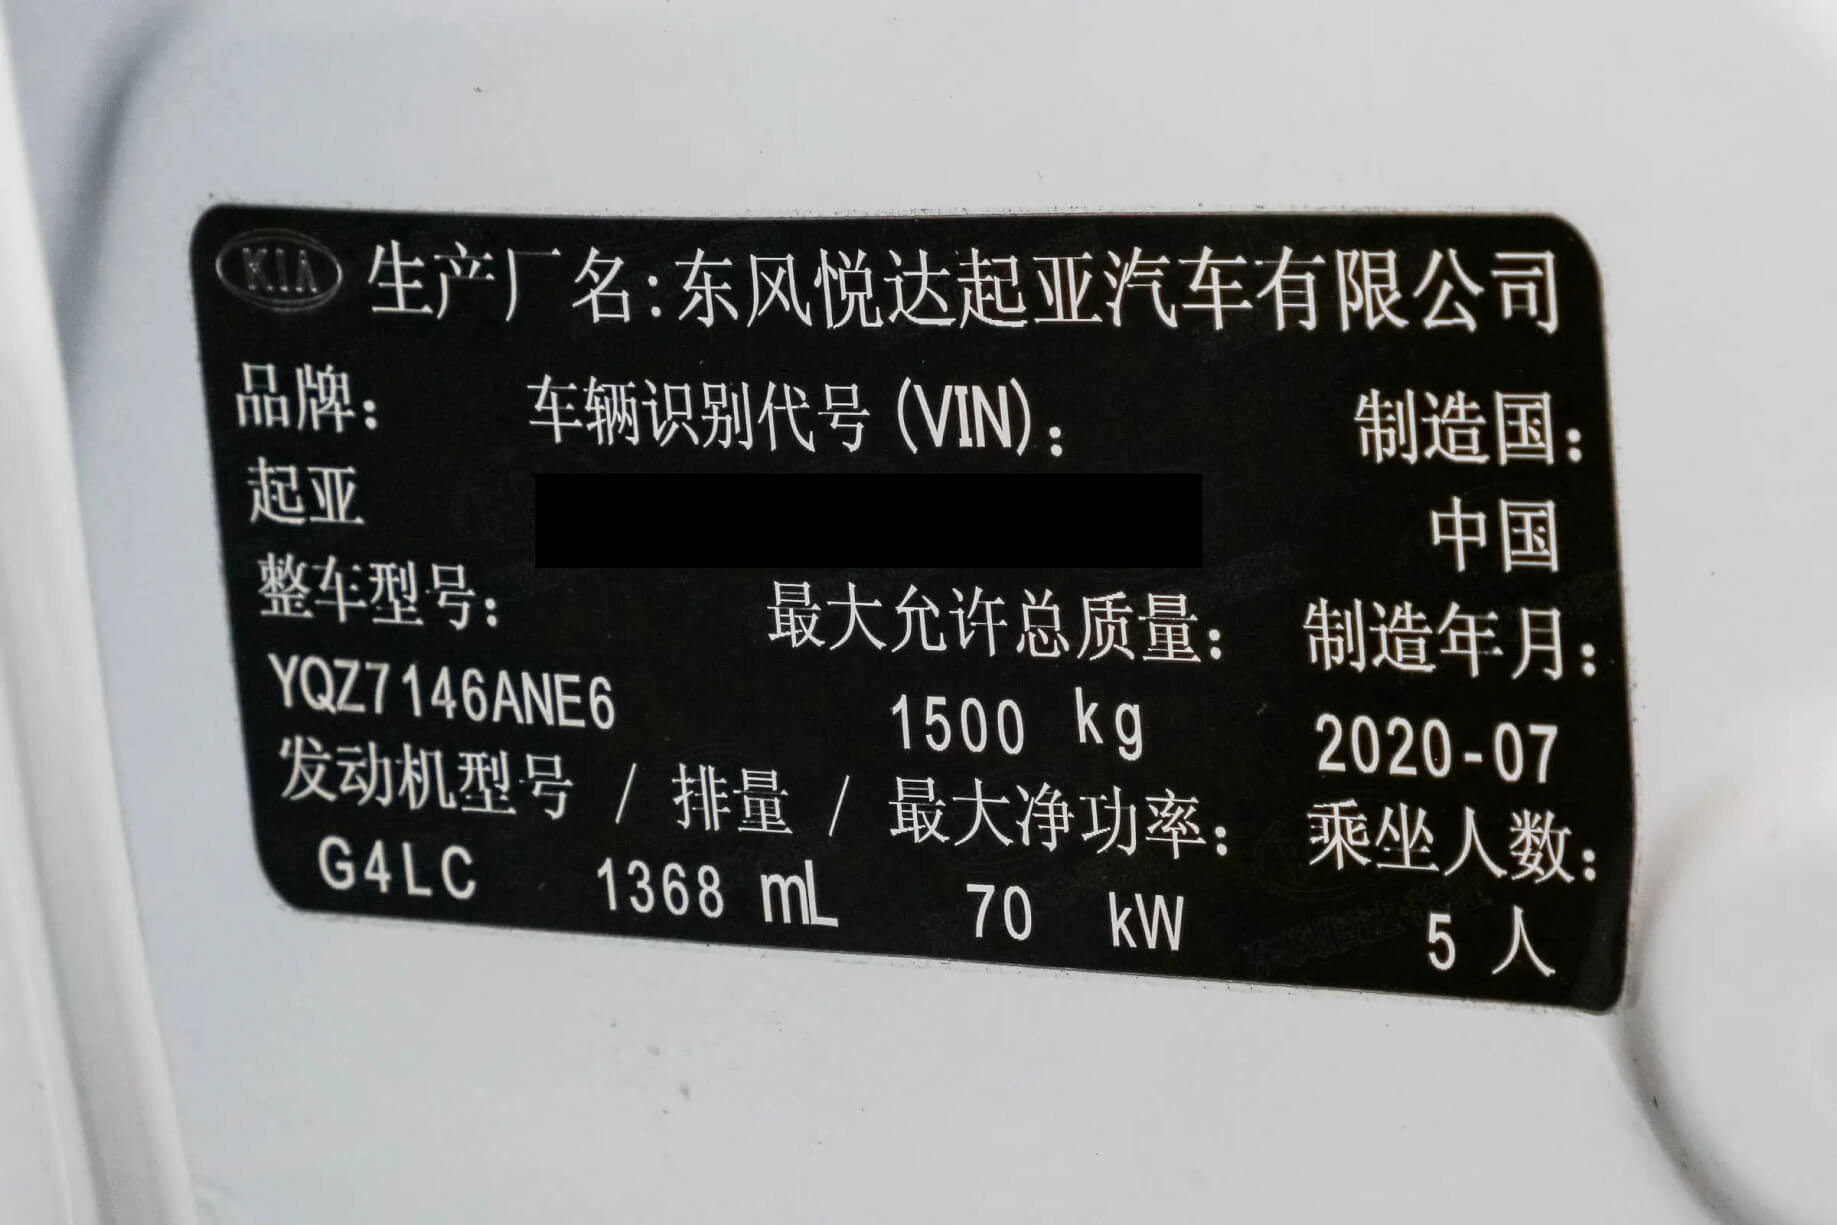 KIA 生产厂名:东风悦达起亚汽车有限公司
品牌: 车辆识别代号(VIN): 制造国:
起亚 中国
整车型号: 最大允许总质量: 制造年月:
YQZ7146ANE6 1500 kg 2020-07
发动机型号 / 排量 / 最大净功率: 乘坐人数:
G4LC 1368 mL 70 kW 5 人